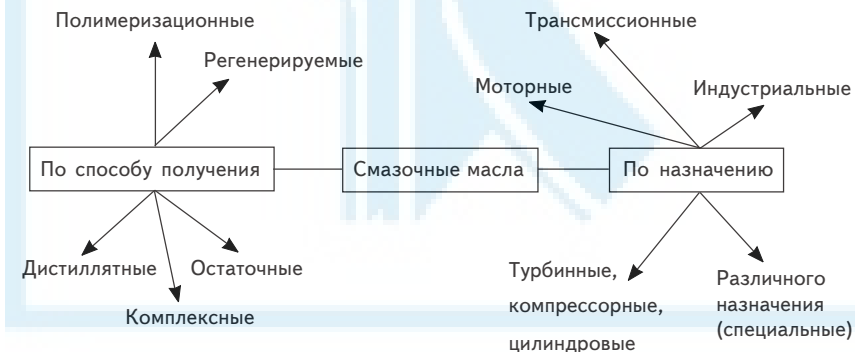 Полимеризационные
Регенерируемые
Трансмиссионные
Моторные
Индустриальные
По способу получения
Смазочные масла
По назначению
Дистиллятные
Остаточные
Комплексные
Турбинные,
компрессорные,
цилиндровые
Различного
назначения
(специальные)